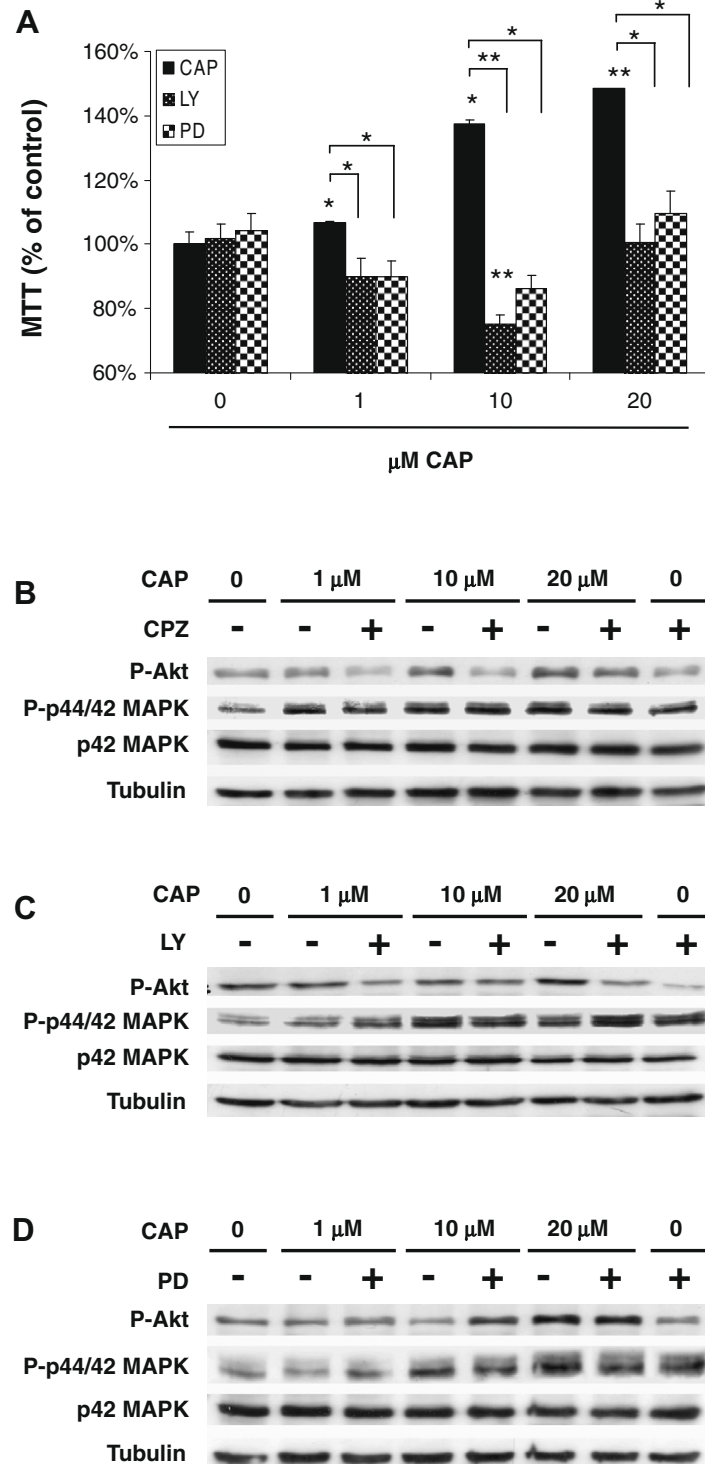 A
160%
140%
120%
100%
80%
60%
MTT (% of control)
CAP
LY
PD
* * *
* ** *
** * *
**
*
0 1 10 20
μM CAP
B
CAP 0 1 μM 10 μM 20 μM 0
CPZ - - + - + - + +
P-Akt
P-p44/42 MAPK
p42 MAPK
Tubulin
C
CAP 0 1 μM 10 μM 20 μM 0
LY - - + - + - + +
P-Akt
P-p44/42 MAPK
p42 MAPK
Tubulin
D
CAP 0 1 μM 10 μM 20 μM 0
PD - - + - + - + +
P-Akt
P-p44/42 MAPK
p42 MAPK
Tubulin